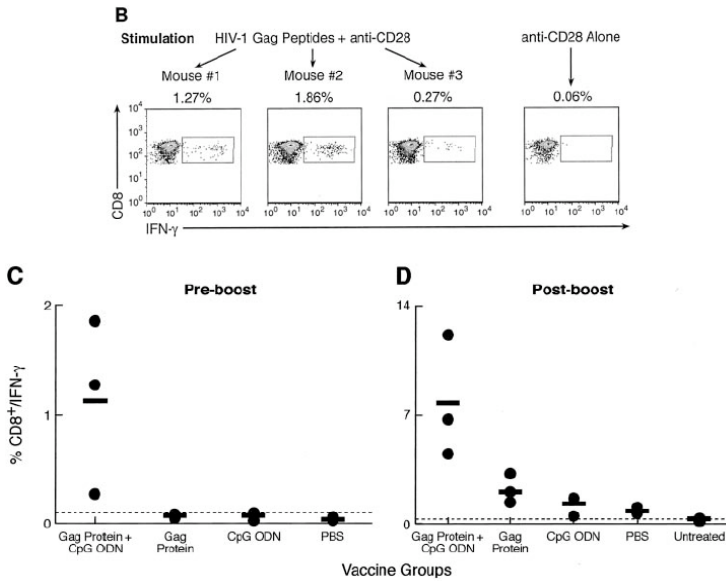 B
Stimulation HIV-1 Gag Peptides + anti-CD28 anti-CD28 Alone
Mouse #1 Mouse #2 Mouse #3
1.27% 1.86% 0.27% 0.06%
10⁴
10³
10²
10¹
10⁰
CD8
10⁰ 10¹ 10² 10³ 10⁴ 10⁰ 10¹ 10² 10³ 10⁴ 10⁰ 10¹ 10² 10³ 10⁴ 10⁰ 10¹ 10² 10³ 10⁴
IFN-γ
C Pre-boost
2
1
0
% CD8⁺/IFN-γ
Gag Protein + Gag CpG ODN PBS
CpG ODN Protein
D Post-boost
14
7
0
Gag Protein + Gag CpG ODN PBS Untreated
CpG ODN Protein
Vaccine Groups